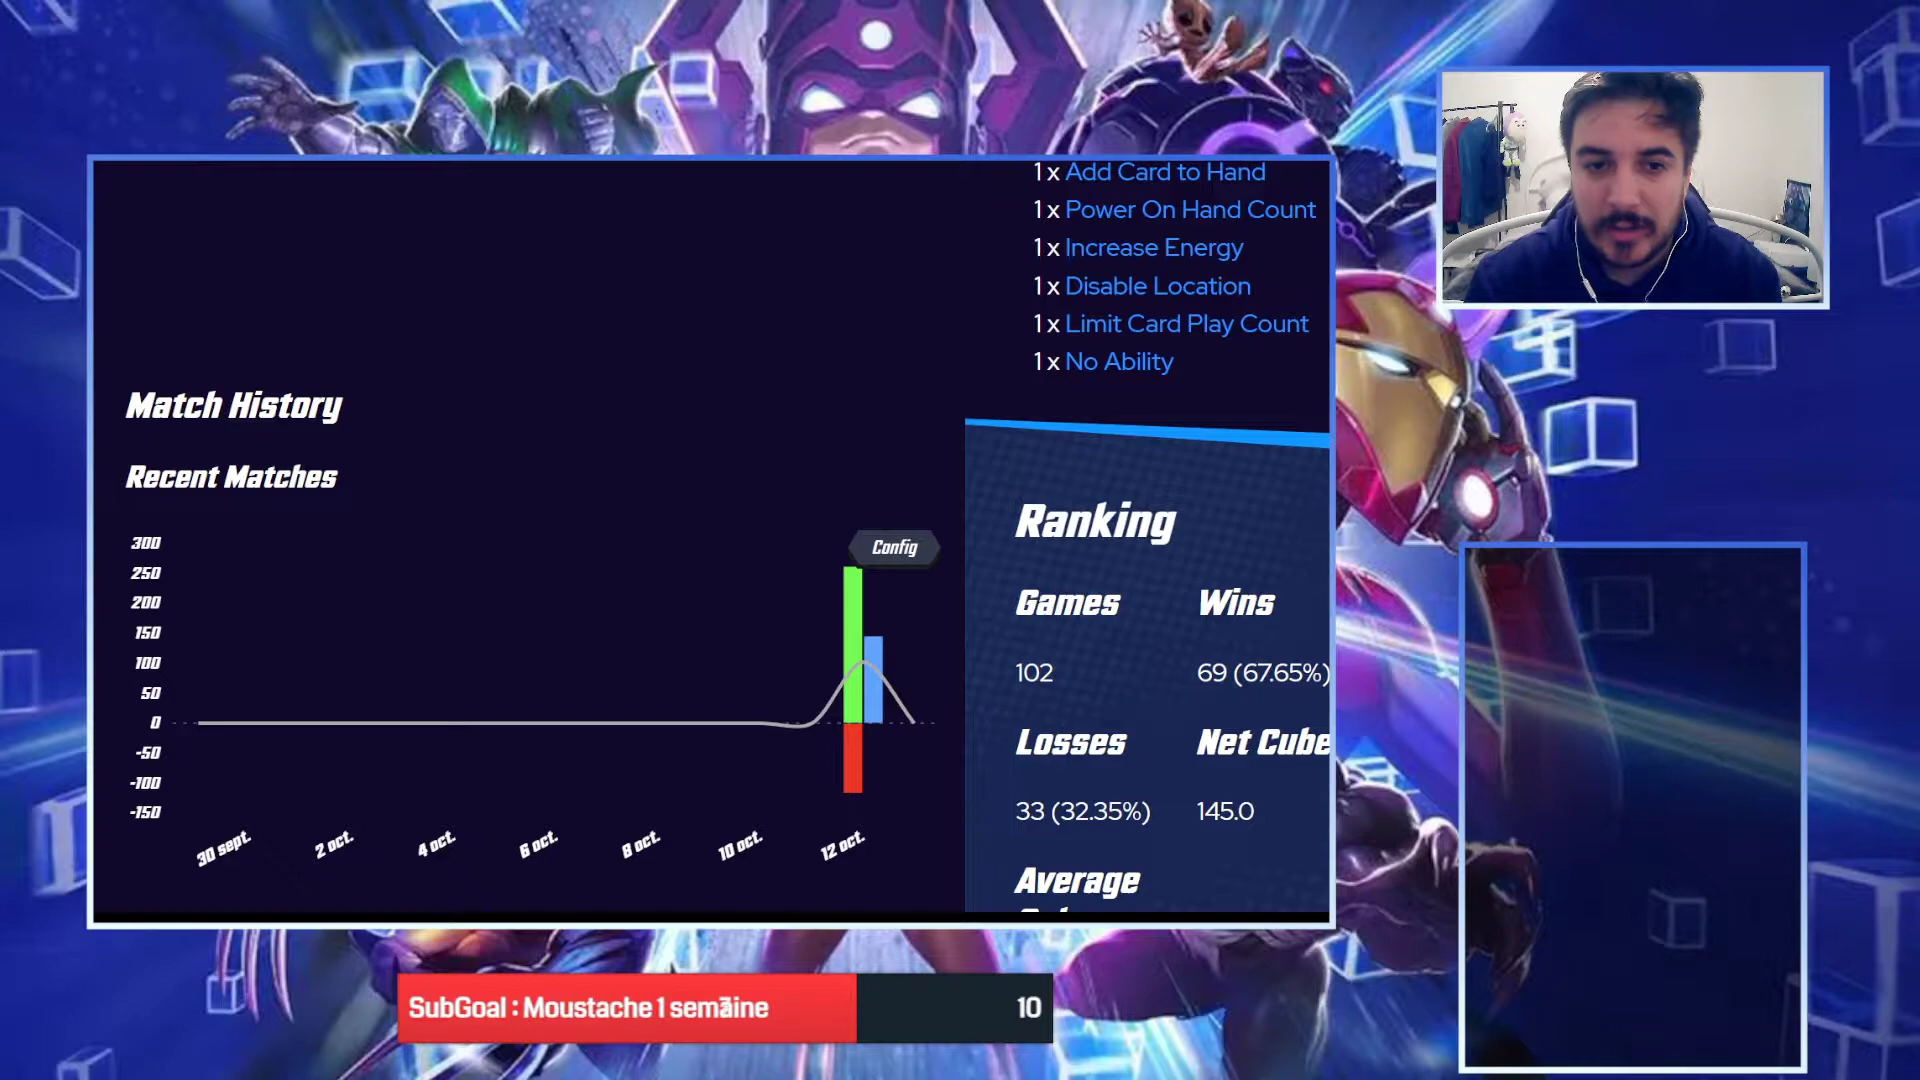 1 x Add Card to Hand
1 x Power On Hand Count
1 x Increase Energy
1 x Disable Location
1 x Limit Card Play Count
1 x No Ability
Match History
Recent Matches
Config
300
250
200
150
100
50
0
-50
-100
-150
30 sept.
2 oct.
4 oct.
6 oct.
8 oct.
10 oct.
12 oct.
Ranking
Games Wins
102 69 (67.65%)
Losses Net Cube
33 (32.35%) 145.0
Average
SubGoal : Moustache 1 semaine
10